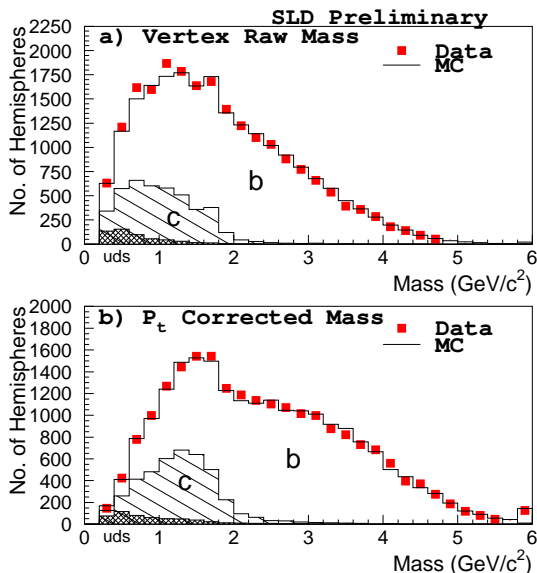 SLD Preliminary
a) Vertex Raw Mass
Data
MC
No. of Hemispheres
2250
2000
1750
1500
1250
1000
750
500
250
0
b
c
uds
0 1 2 3 4 5 6
Mass (GeV/c²)
b) Pt Corrected Mass
Data
MC
No. of Hemispheres
2000
1800
1600
1400
1200
1000
800
600
400
200
0
b
c
uds
0 1 2 3 4 5 6
Mass (GeV/c²)